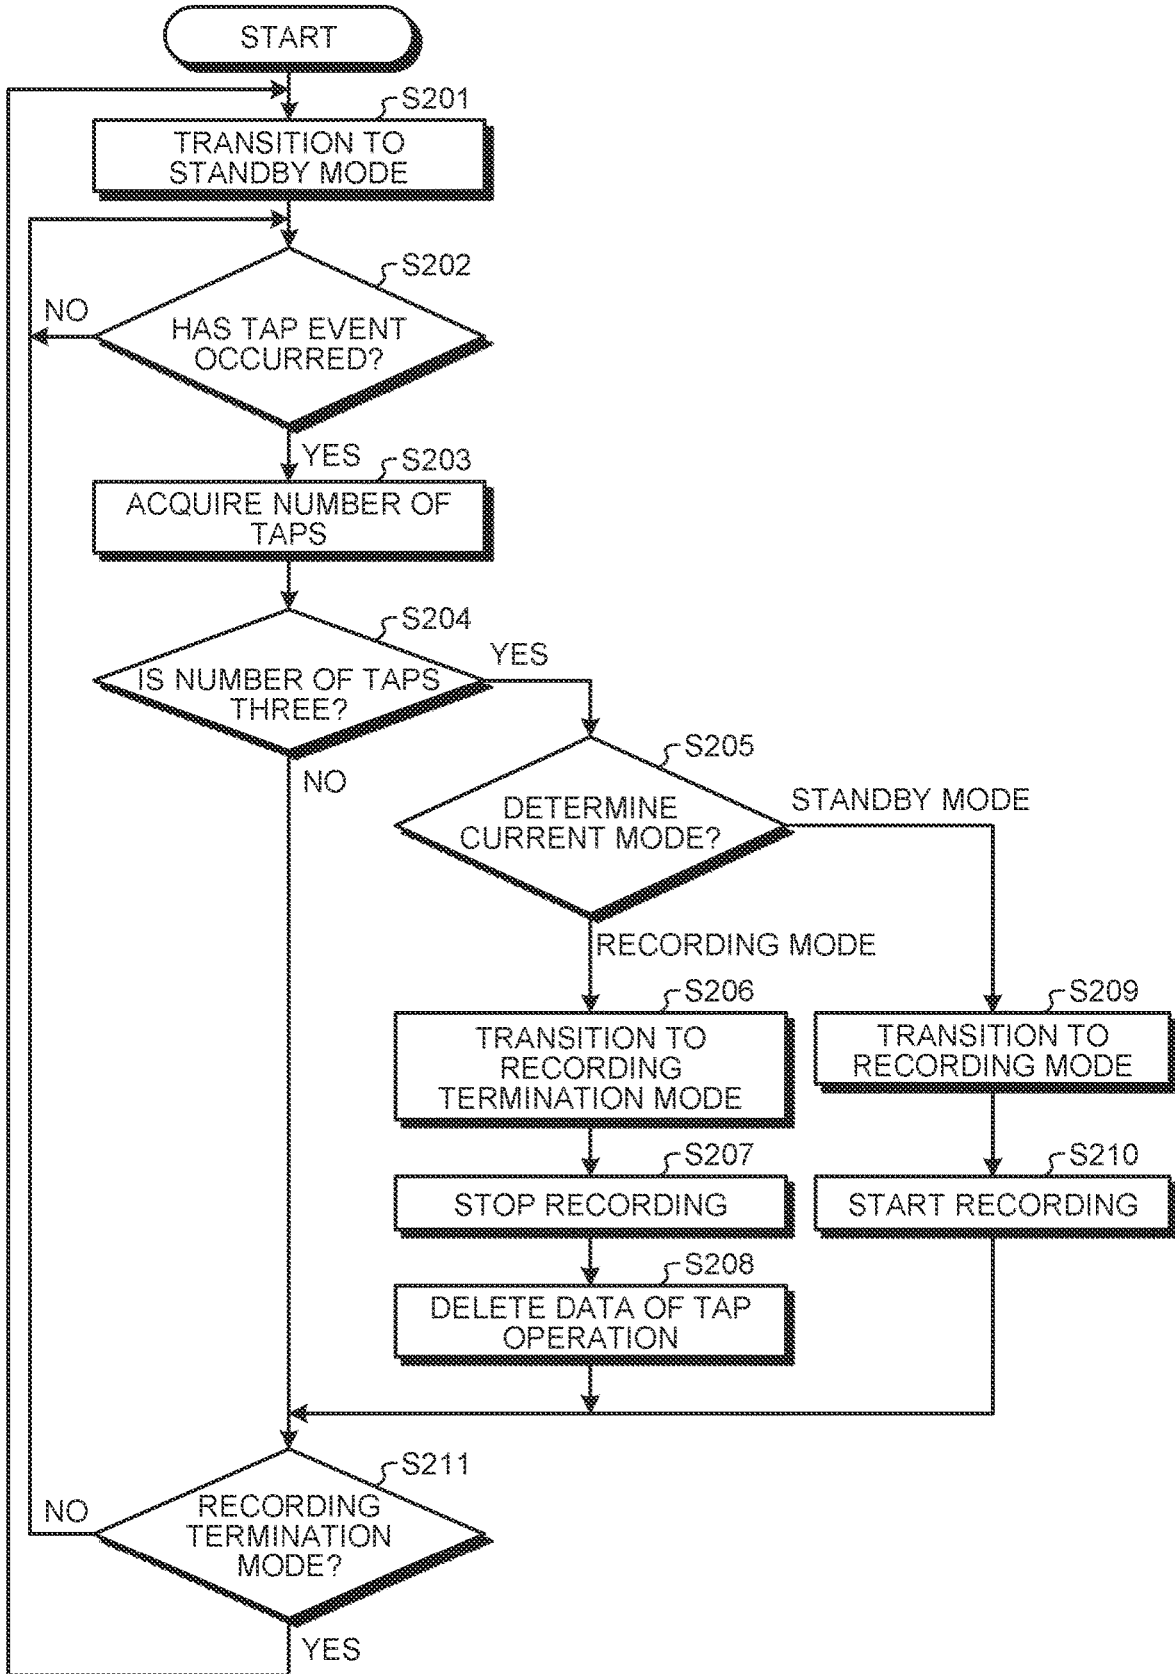 START
S201
TRANSITION TO
STANDBY MODE
S202
NO
HAS TAP EVENT
OCCURRED?
YES
S203
ACQUIRE NUMBER OF
TAPS
S204
YES
IS NUMBER OF TAPS
THREE?
NO
S205
STANDBY MODE
DETERMINE
CURRENT MODE?
RECORDING MODE
S206
TRANSITION TO
RECORDING
TERMINATION MODE
S209
TRANSITION TO
RECORDING MODE
S207
STOP RECORDING
S210
START RECORDING
S208
DELETE DATA OF TAP
OPERATION
S211
NO
RECORDING
TERMINATION
MODE?
YES